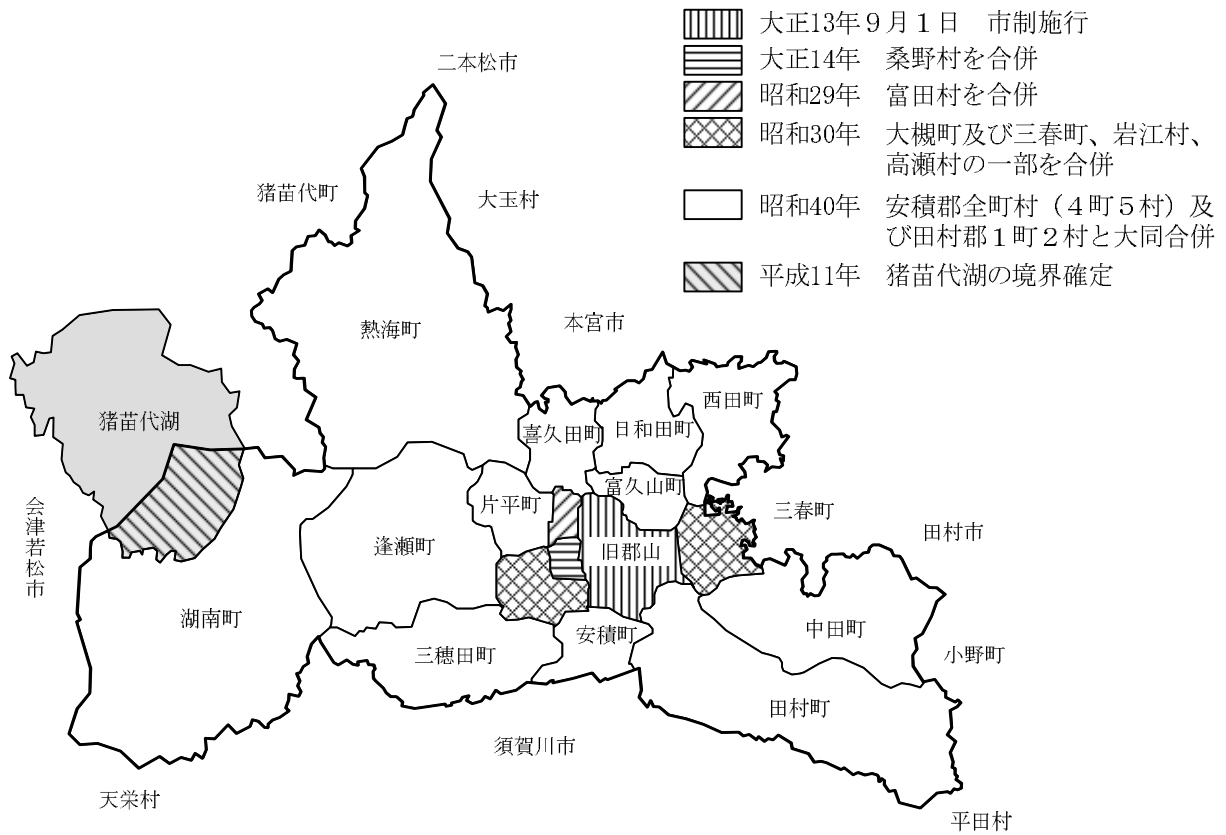 大正13年９月１日　市制施行
大正14年　桑野村を合併
昭和29年　富田村を合併
昭和30年　大槻町及び三春町、岩江村、
高瀬村の一部を合併
昭和40年　安積郡全町村（４町５村）及
び田村郡１町２村と大同合併
平成11年　猪苗代湖の境界確定
二本松市
猪苗代町
大玉村
本宮市
熱海町
猪苗代湖
喜久田町
日和田町
西田町
富久山町
片平町
三春町
田村市
会津若松市
逢瀬町
旧郡山
湖南町
三穂田町
安積町
中田町
小野町
田村町
須賀川市
天栄村
平田村